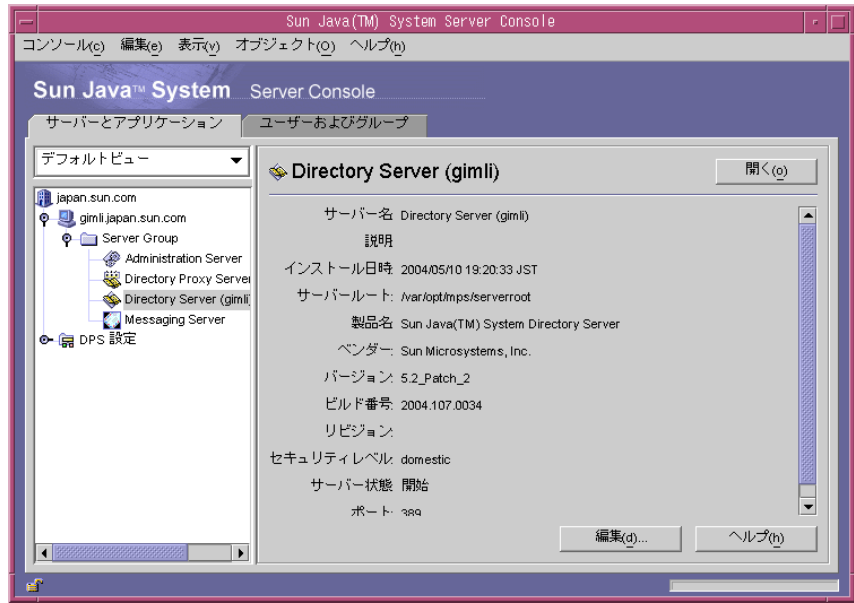 Sun Java(TM) System Server Console
コンソール(c) 編集(e) 表示(v) オブジェクト(O) ヘルプ(h)
Sun Java™ System Server Console
サーバーとアプリケーション ユーザーおよびグループ
デフォルトビュー
japan.sun.com
gimli.japan.sun.com
Server Group
Administration Server
Directory Proxy Server
Directory Server (gimli)
Messaging Server
DPS 設定
Directory Server (gimli) 開く(o)
サーバー名 Directory Server (gimli)
説明
インストール日時: 2004/05/10 19:20:33 JST
サーバールート: /var/opt/mps/serverroot
製品名 Sun Java(TM) System Directory Server
ベンダー: Sun Microsystems, Inc.
バージョン: 5.2_Patch_2
ビルド番号: 2004.107.0034
リビジョン:
セキュリティレベル: domestic
サーバー状態 開始
ポート: 389
編集(d)... ヘルプ(h)